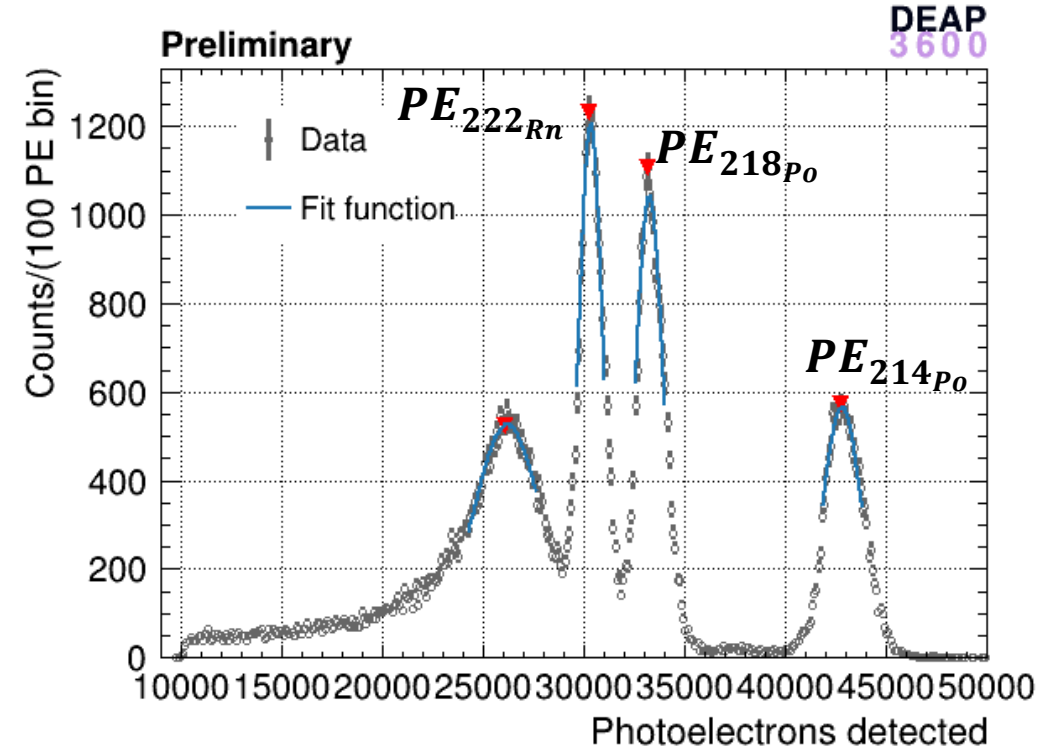 DEAP
3600
Preliminary
PE222Rn
PE218Po
PE214Po
Data
Fit function
Counts/(100 PE bin)
1200
1000
800
600
400
200
0
10000 15000 20000 25000 30000 35000 40000 45000 50000
Photoelectrons detected